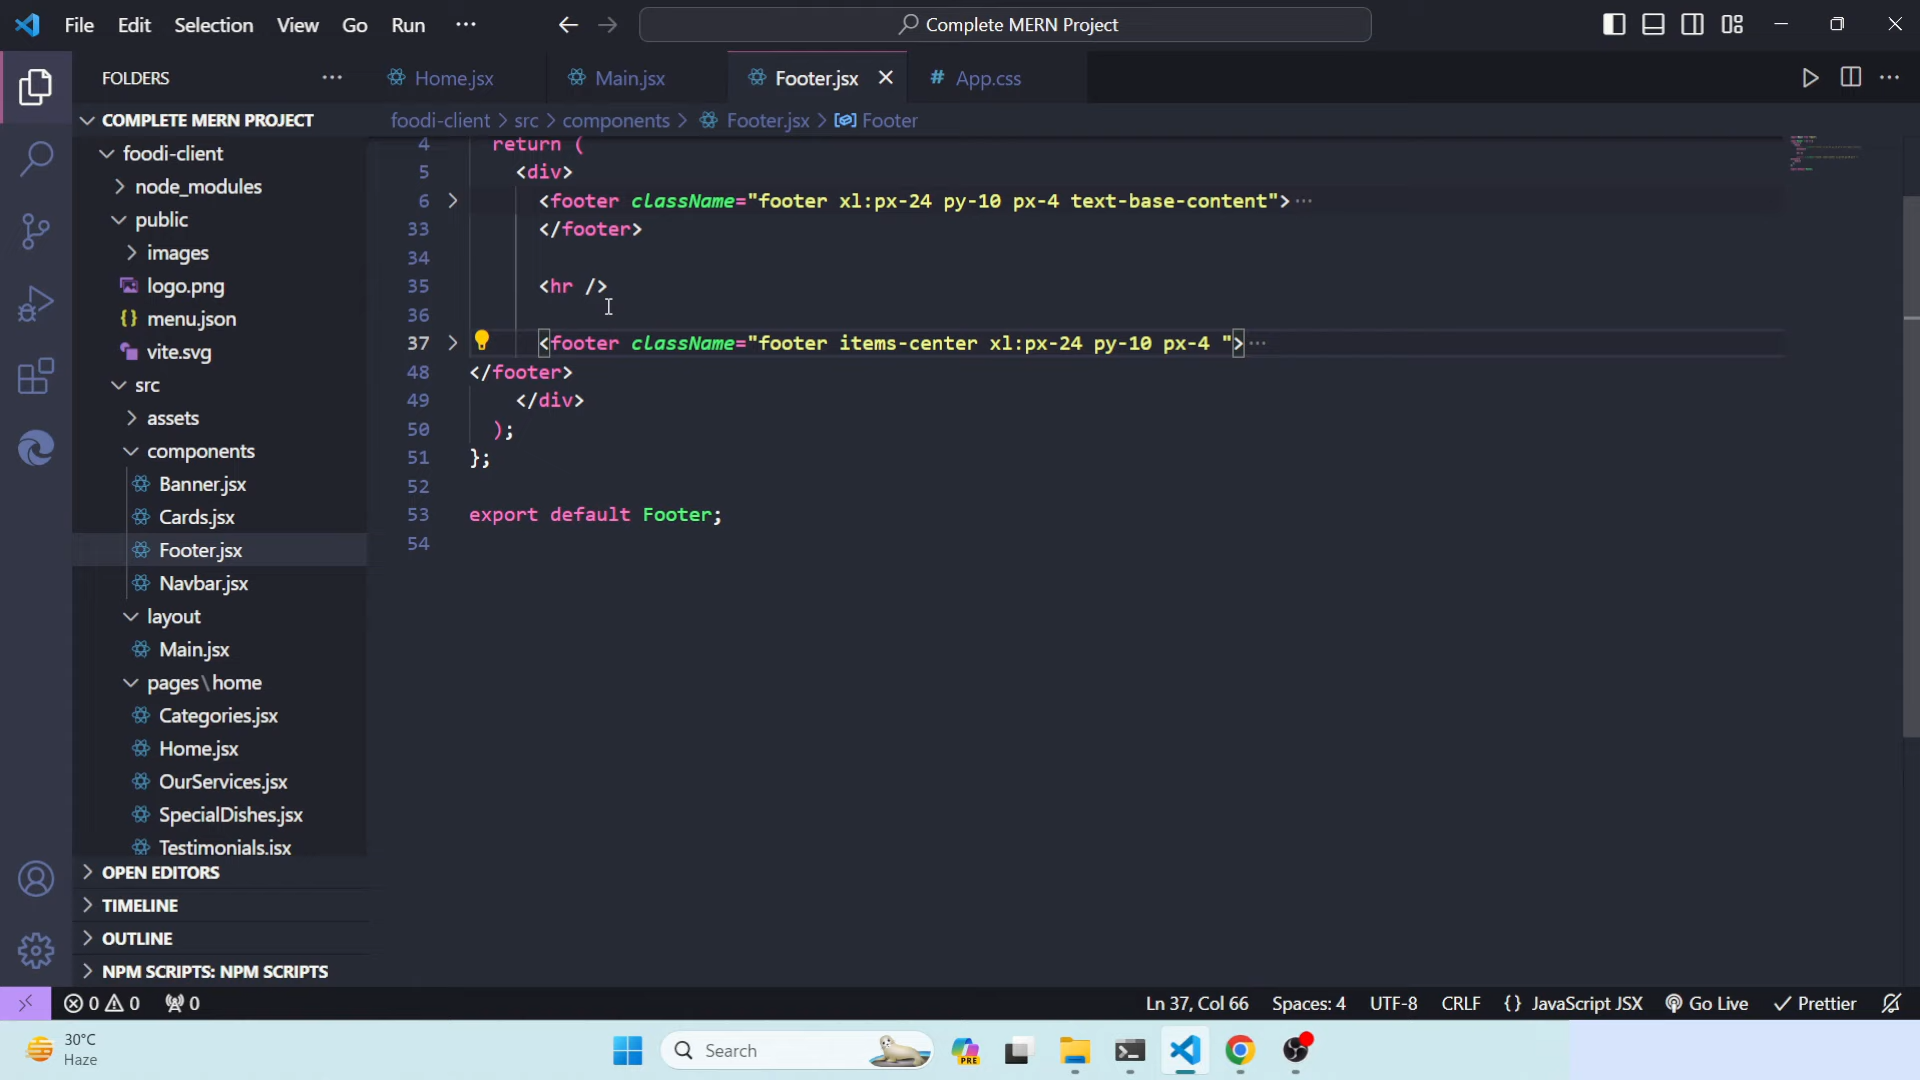 File Edit Selection View Go Run ··· Complete MERN Project
FOLDERS ···
Home.jsx Main.jsx Footer.jsx # App.css
COMPLETE MERN PROJECT
foodi-client > src > components > Footer.jsx > Footer
foodi-client
node_modules
public
images
logo.png
{} menu.json
vite.svg
src
assets
components
Banner.jsx
Cards.jsx
Footer.jsx
Navbar.jsx
layout
Main.jsx
pages\home
Categories.jsx
Home.jsx
OurServices.jsx
SpecialDishes.jsx
Testimonials.jsx
OPEN EDITORS
TIMELINE
OUTLINE
NPM SCRIPTS: NPM SCRIPTS
4 return (
5 <div>
6 <footer className="footer xl:px-24 py-10 px-4 text-base-content">···
33 </footer>
34
35 <hr />
36
37 <footer className="footer items-center xl:px-24 py-10 px-4 ">···
48 </footer>
49 </div>
50 );
51 };
52
53 export default Footer;
54
0 0 0 Ln 37, Col 66 Spaces: 4 UTF-8 CRLF {} JavaScript JSX Go Live Prettier
30°C
Haze
Search
PRE